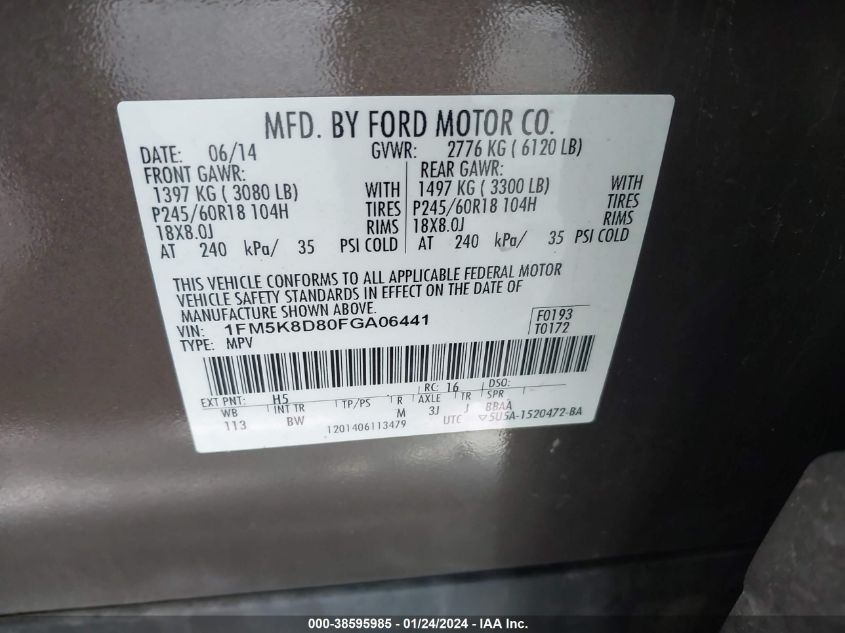 MFD. BY FORD MOTOR CO.
DATE: 06/14 GVWR: 2776 KG ( 6120 LB)
FRONT GAWR: REAR GAWR:
1397 KG ( 3080 LB) WITH 1497 KG ( 3300 LB) WITH
P245/60R18 104H TIRES P245/60R18 104H TIRES
18X8.0J RIMS 18X8.0J RIMS
AT 240 kPa/ 35 PSI COLD AT 240 kPa/ 35 PSI COLD
THIS VEHICLE CONFORMS TO ALL APPLICABLE FEDERAL MOTOR
VEHICLE SAFETY STANDARDS IN EFFECT ON THE DATE OF
MANUFACTURE SHOWN ABOVE.
VIN: 1FM5K8D80FGA06441 F0193
TYPE: MPV T0172
EXT PNT: H5 RC: 16 DSO:
WB INT TR TP/PS R AXLE TR SPR
113 BW M 3J J BBAA
1201406113479 UTC 5U5A-1520472-BA
000-38595985 - 01/24/2024 - IAA Inc.